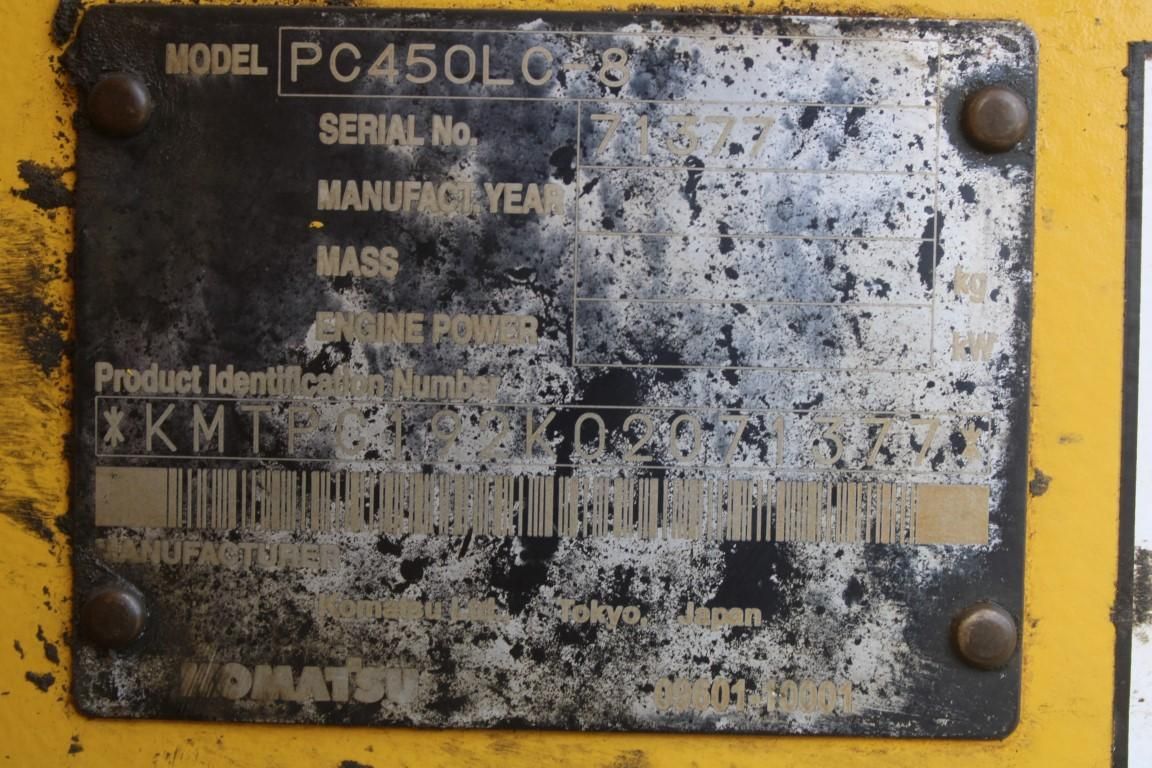 MODEL PC450LC-8
SERIAL No. 71377
MANUFACT. YEAR
MASS kg
ENGINE POWER kW
Product Identification Number
*KMTPC192K02071377*
MANUFACTURER
Komatsu Ltd. Tokyo, Japan
KOMATSU 09601-10001